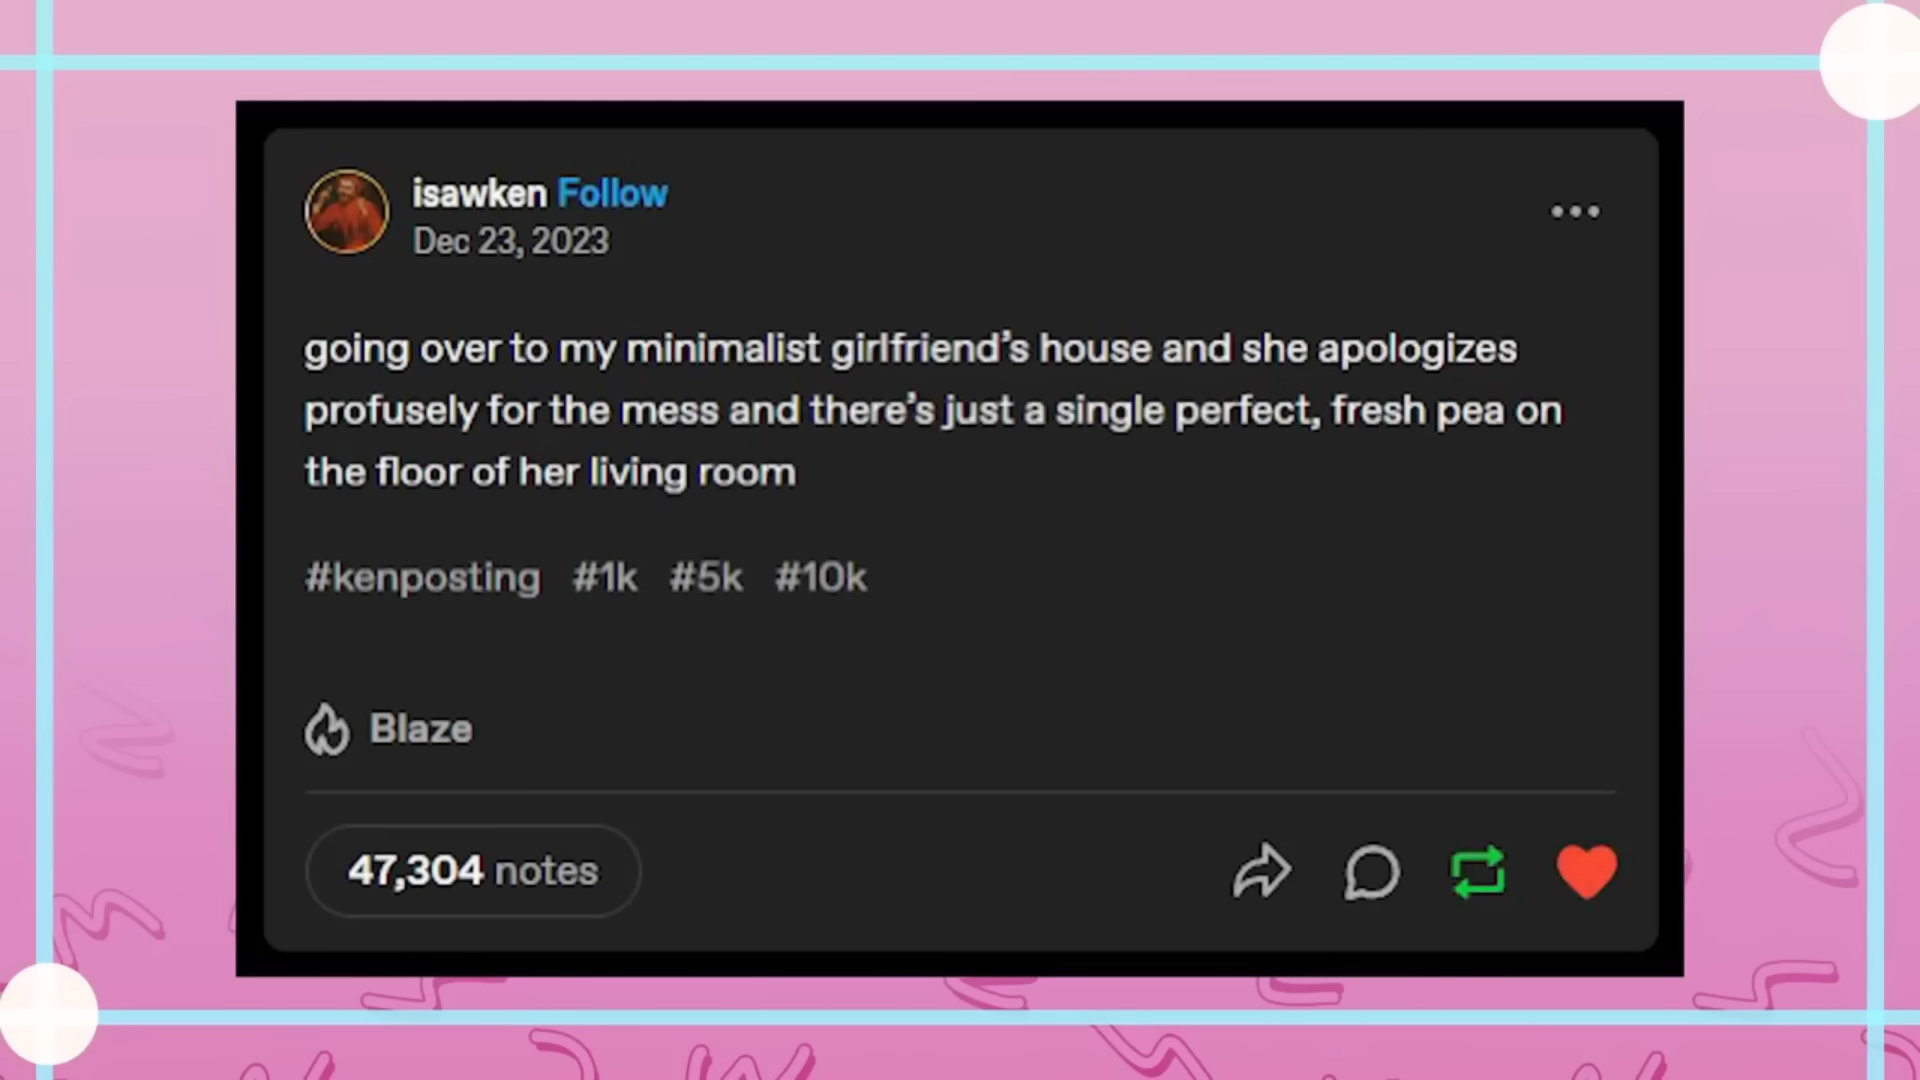 isawken Follow
Dec 23, 2023
going over to my minimalist girlfriend’s house and she apologizes
profusely for the mess and there’s just a single perfect, fresh pea on
the floor of her living room
#kenposting #1k #5k #10k
Blaze
47,304 notes